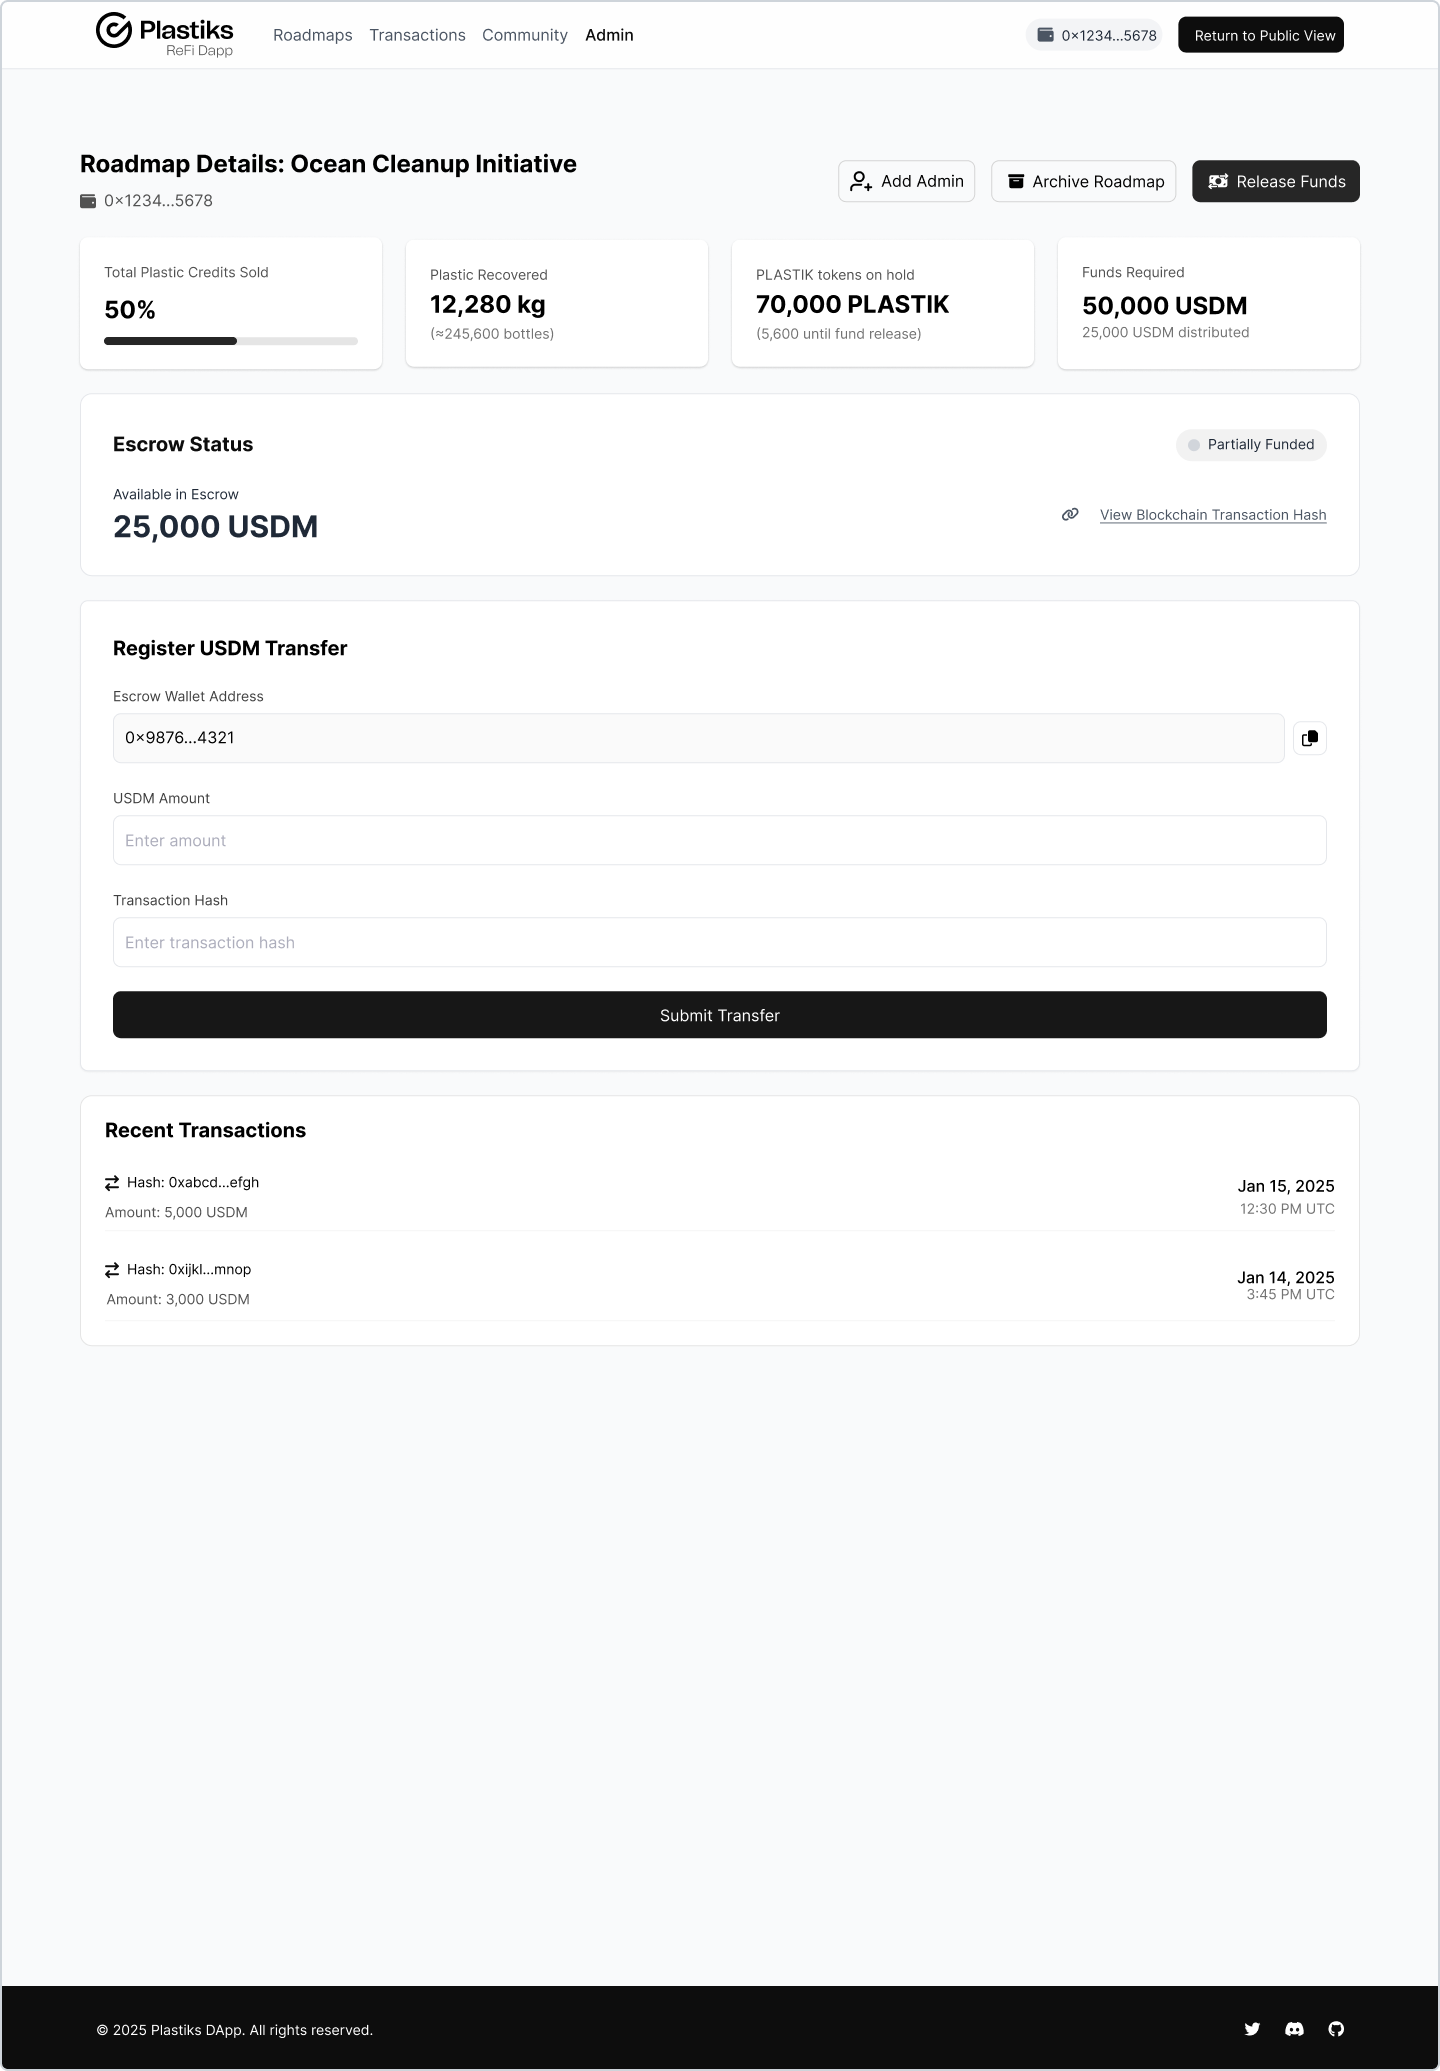 Plastiks
ReFi Dapp
Roadmaps Transactions Community Admin
0×1234...5678
Return to Public View
Roadmap Details: Ocean Cleanup Initiative
0×1234...5678
Add Admin
Archive Roadmap
Release Funds
Total Plastic Credits Sold
50%
Plastic Recovered
12,280 kg
(≈245,600 bottles)
PLASTIK tokens on hold
70,000 PLASTIK
(5,600 until fund release)
Funds Required
50,000 USDM
25,000 USDM distributed
Escrow Status
Partially Funded
Available in Escrow
25,000 USDM
View Blockchain Transaction Hash
Register USDM Transfer
Escrow Wallet Address
0×9876...4321
USDM Amount
Enter amount
Transaction Hash
Enter transaction hash
Submit Transfer
Recent Transactions
Hash: 0xabcd...efgh
Amount: 5,000 USDM
Jan 15, 2025
12:30 PM UTC
Hash: 0xijkl...mnop
Amount: 3,000 USDM
Jan 14, 2025
3:45 PM UTC
© 2025 Plastiks DApp. All rights reserved.